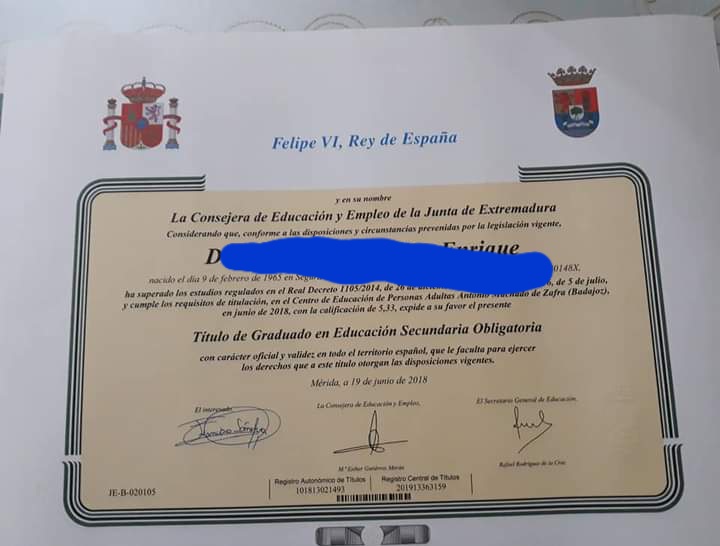 Felipe VI, Rey de España
y en su nombre
La Consejera de Educación y Empleo de la Junta de Extremadura
Considerando que, conforme a las disposiciones y circunstancias prevenidas por la legislación vigente,
D Enrique
nacido el día 9 de febrero de 1965 en 0148X.
ha superado los estudios regulados en el Real Decreto 1105/2014, de 26 de de 5 de julio,
y cumple los requisitos de titulación, en el Centro de Educación de Personas Adultas Antonio Machado de Zafra (Badajoz),
en junio de 2018, con la calificación de 5,33, expide a su favor el presente
Título de Graduado en Educación Secundaria Obligatoria
con carácter oficial y validez en todo el territorio español, que le faculta para ejercer
los derechos que a este título otorgan las disposiciones vigentes.
Mérida, a 19 de junio de 2018
El interesado La Consejera de Educación y Empleo, El Secretario General de Educación,
Mª Esther Gutiérrez Morán Rafael Rodríguez de la Cruz
JE-B-020105 Registro Autonómico de Títulos Registro Central de Títulos
101813021493 201913363159